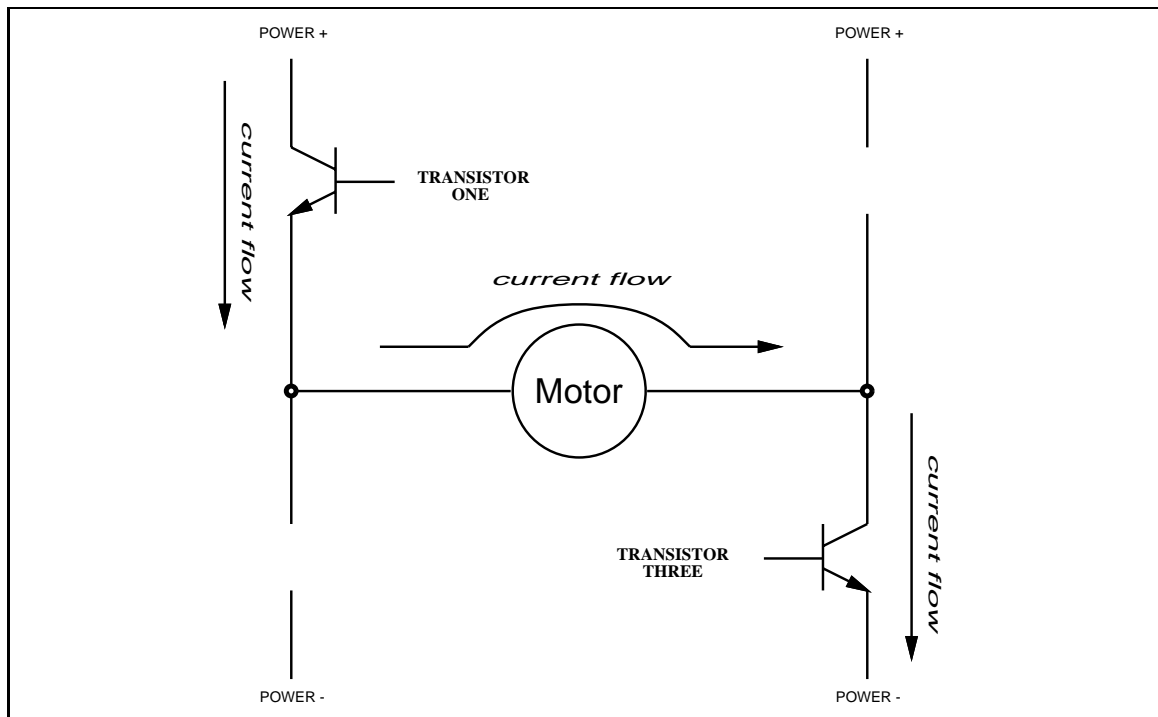 POWER +
POWER +
current flow
TRANSISTOR
ONE
current flow
Motor
current flow
TRANSISTOR
THREE
POWER -
POWER -